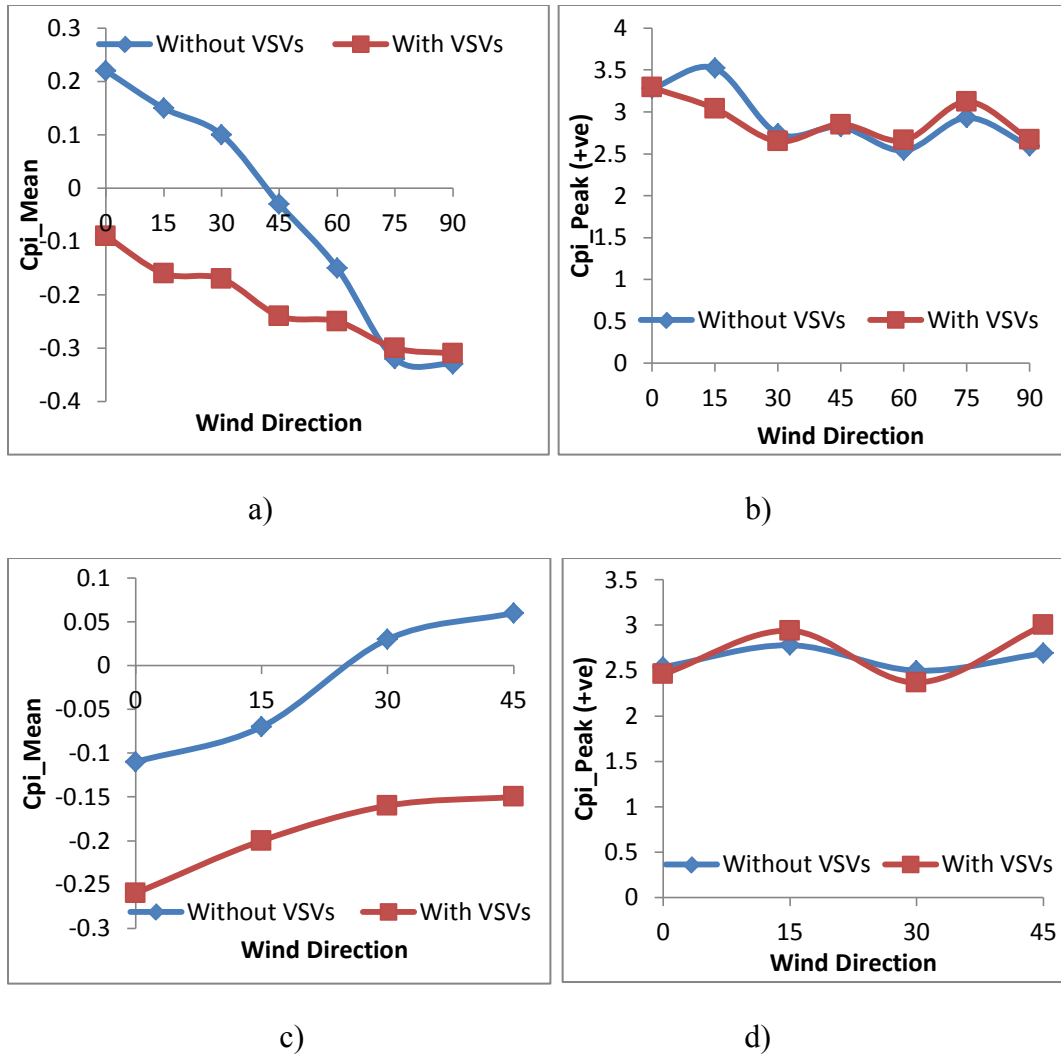 0.3
0.2
0.1
0
-0.1
-0.2
-0.3
-0.4
Cpi_Mean
Without VSVs With VSVs
0 15 30 45 60 75 90
Wind Direction
a)
4
3.5
3
2.5
2
1.5
1
0.5
0
Cpi_Peak (+ve)
Without VSVs With VSVs
0 15 30 45 60 75 90
Wind Direction
b)
0.1
0.05
0
-0.05
-0.1
-0.15
-0.2
-0.25
-0.3
Cpi_Mean
0 15 30 45
Without VSVs With VSVs
Wind Direction
c)
3.5
3
2.5
2
1.5
1
0.5
0
Cpi_Peak (+ve)
Without VSVs With VSVs
0 15 30 45
Wind Direction
d)